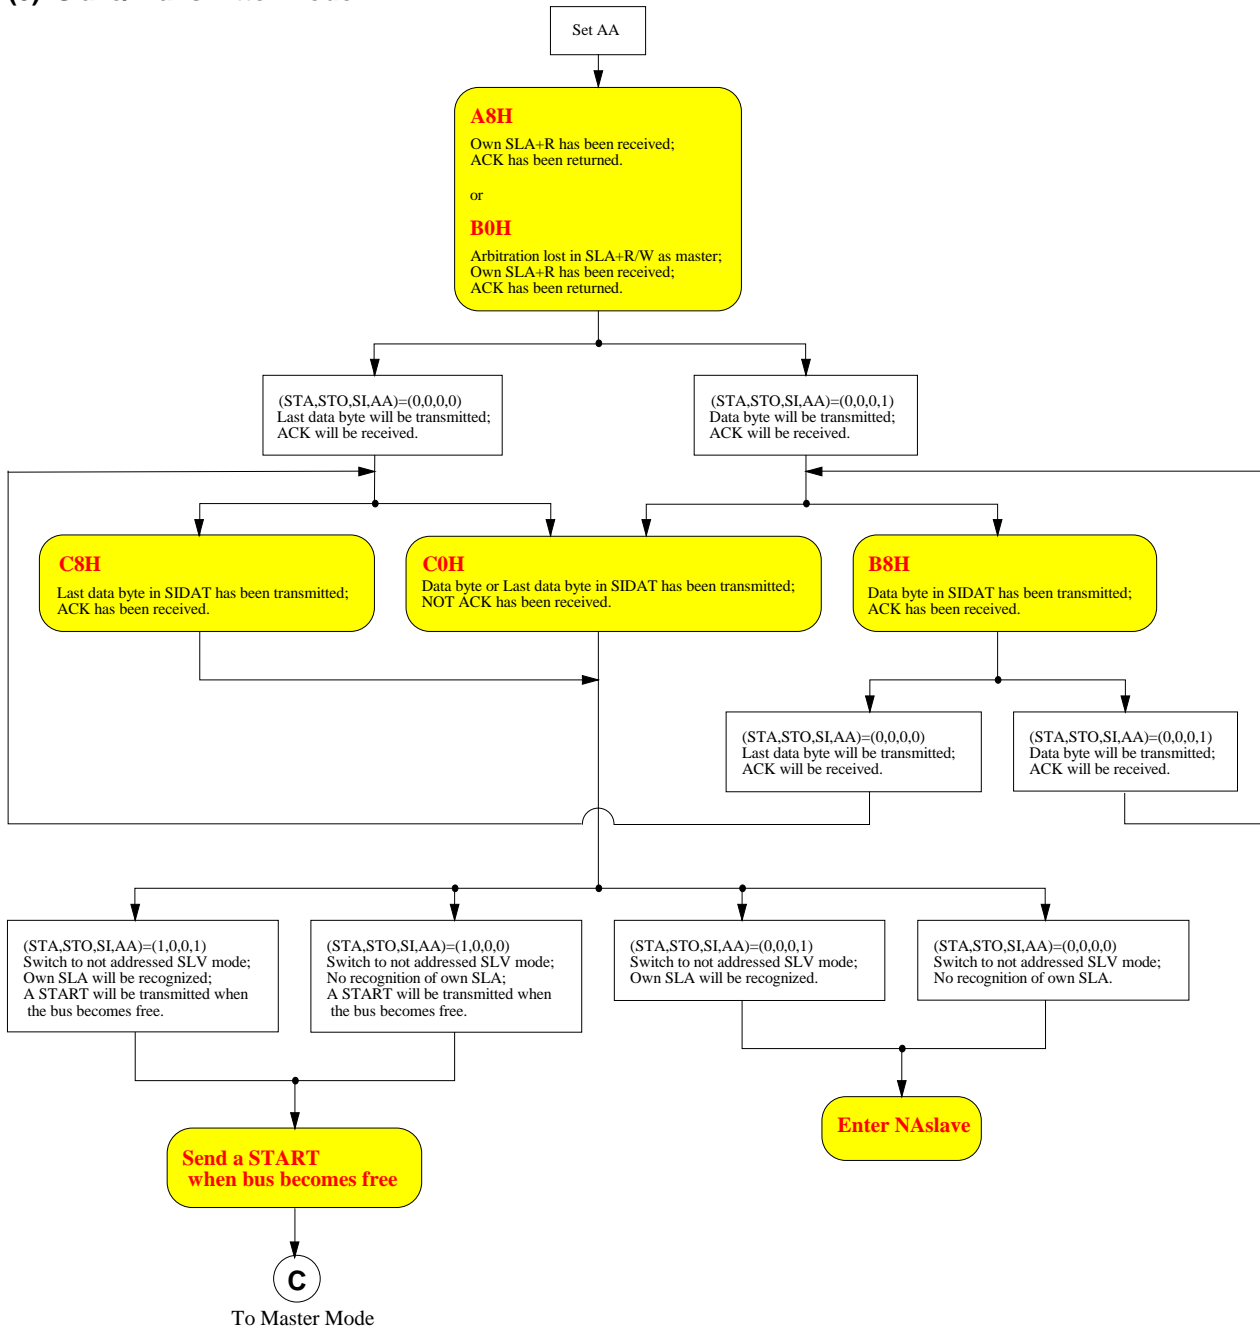 Set AA
A8H
Own SLA+R has been received;
ACK has been returned.
or
B0H
Arbitration lost in SLA+R/W as master;
Own SLA+R has been received;
ACK has been returned.
(STA,STO,SI,AA)=(0,0,0,0)
Last data byte will be transmitted;
ACK will be received.
(STA,STO,SI,AA)=(0,0,0,1)
Data byte will be transmitted;
ACK will be received.
C8H
Last data byte in SIDAT has been transmitted;
ACK has been received.
C0H
Data byte or Last data byte in SIDAT has been transmitted;
NOT ACK has been received.
B8H
Data byte in SIDAT has been transmitted;
ACK has been received.
(STA,STO,SI,AA)=(0,0,0,0)
Last data byte will be transmitted;
ACK will be received.
(STA,STO,SI,AA)=(0,0,0,1)
Data byte will be transmitted;
ACK will be received.
(STA,STO,SI,AA)=(1,0,0,1)
Switch to not addressed SLV mode;
Own SLA will be recognized;
A START will be transmitted when
the bus becomes free.
(STA,STO,SI,AA)=(1,0,0,0)
Switch to not addressed SLV mode;
No recognition of own SLA;
A START will be transmitted when
the bus becomes free.
(STA,STO,SI,AA)=(0,0,0,1)
Switch to not addressed SLV mode;
Own SLA will be recognized.
(STA,STO,SI,AA)=(0,0,0,0)
Switch to not addressed SLV mode;
No recognition of own SLA.
Send a START
when bus becomes free
Enter NAslave
C
To Master Mode